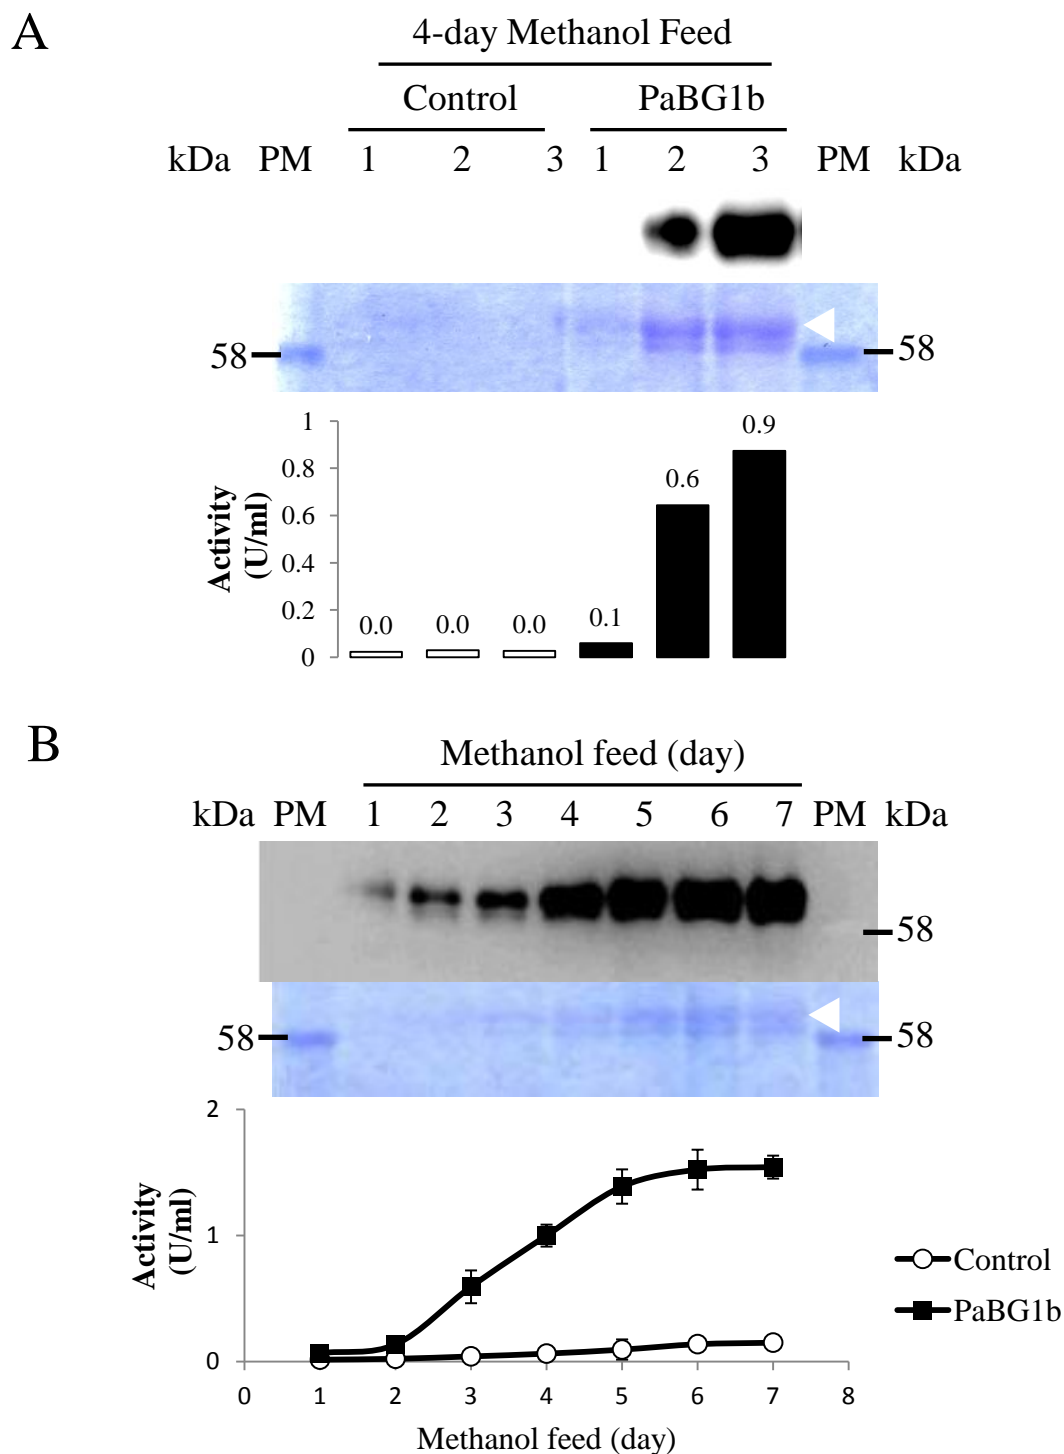 A
4-day Methanol Feed
Control PaBG1b
kDa PM 1 2 3 1 2 3 PM kDa
58 58
1
0.8
0.6
0.4
0.2
0
Activity
(U/ml)
0.0 0.0 0.0 0.1 0.6 0.9
B
Methanol feed (day)
kDa PM 1 2 3 4 5 6 7 PM kDa
58
58 58
2
1
0
Activity
(U/ml)
Control
PaBG1b
0 1 2 3 4 5 6 7 8
Methanol feed (day)